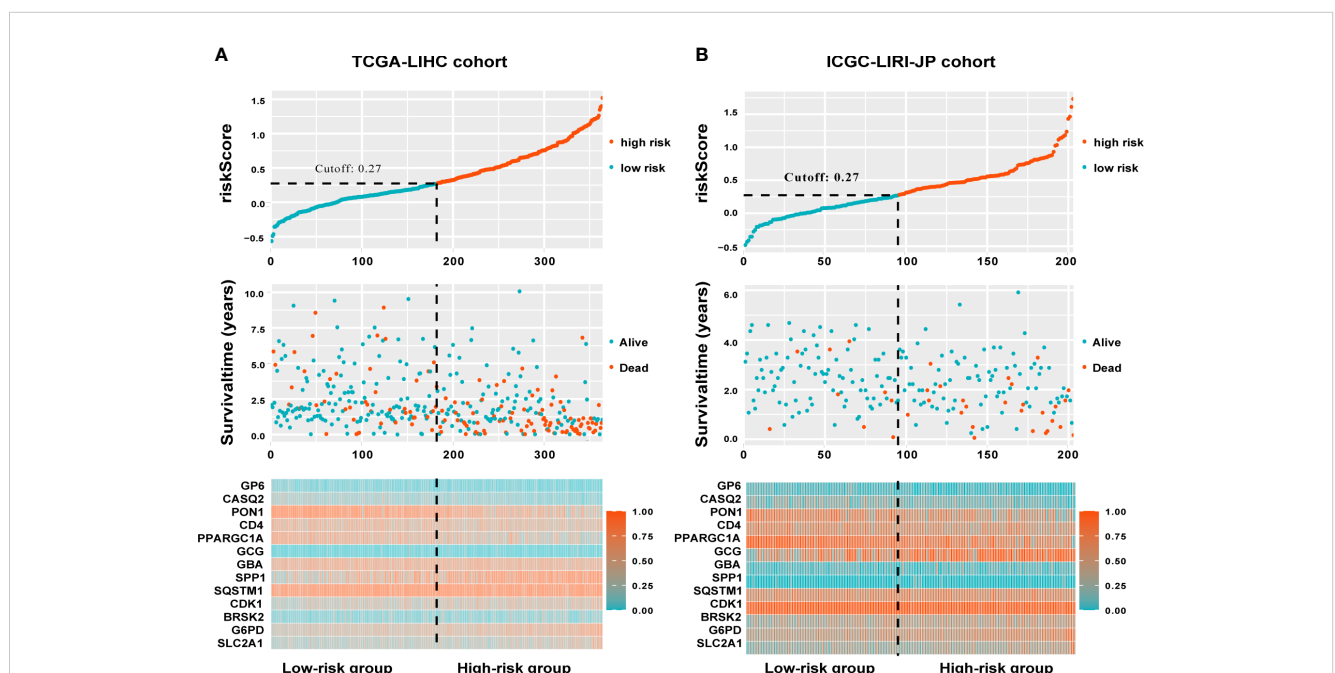 A
TCGA-LIHC cohort
riskScore
1.5
1.0
0.5
0.0
−0.5
Cutoff: 0.27
0 100 200 300
high risk
low risk
Survivaltime (years)
10.0
7.5
5.0
2.5
0.0
0 100 200 300
Alive
Dead
GP6
CASQ2
PON1
CD4
PPARGC1A
GCG
GBA
SPP1
SQSTM1
CDK1
BRSK2
G6PD
SLC2A1
1.00
0.75
0.50
0.25
0.00
Low-risk group High-risk group
B
ICGC-LIRI-JP cohort
riskScore
1.5
1.0
0.5
0.0
−0.5
Cutoff: 0.27
0 50 100 150 200
high risk
low risk
Survivaltime (years)
6.0
4.0
2.0
0.0
0 50 100 150 200
Alive
Dead
GP6
CASQ2
PON1
CD4
PPARGC1A
GCG
GBA
SPP1
SQSTM1
CDK1
BRSK2
G6PD
SLC2A1
1.00
0.75
0.50
0.25
0.00
Low-risk group High-risk group